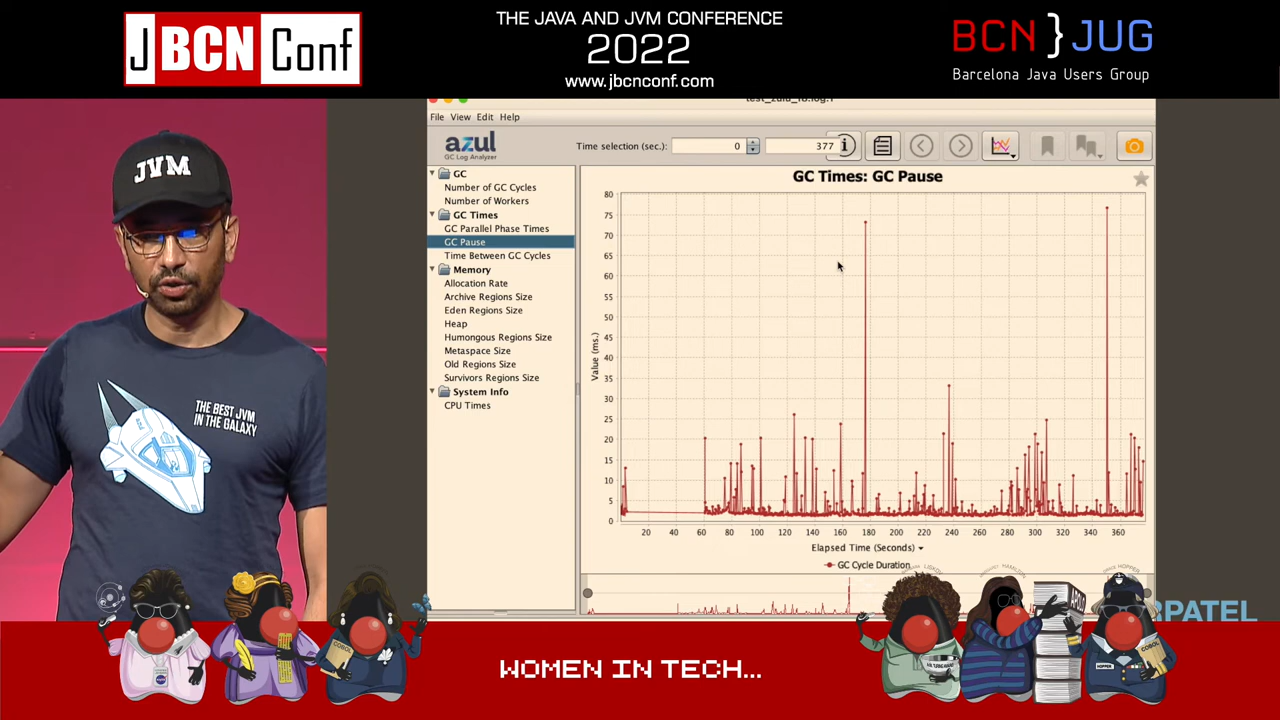 JBCNConf
THE JAVA AND JVM CONFERENCE
2022
www.jbcnconf.com
BCN}JUG
Barcelona Java Users Group
JVM
THE BEST JVM
IN THE GALAXY
File View Edit Help
azul
GC Log Analyzer
Time selection (sec.): 0 377
GC
Number of GC Cycles
Number of Workers
GC Times
GC Parallel Phase Times
GC Pause
Time Between GC Cycles
Memory
Allocation Rate
Archive Regions Size
Eden Regions Size
Heap
Humongous Regions Size
Metaspace Size
Old Regions Size
Survivors Regions Size
System Info
CPU Times
GC Times: GC Pause
80
75
70
65
60
55
50
45
40
35
30
25
20
15
10
5
0
Value (ms.)
20 40 60 80 100 120 140 160 180 200 220 240 260 280 300 320 340 360
Elapsed Time (Seconds)
GC Cycle Duration
RPATEL
COBOL
HOPPER
COBOL
WOMEN IN TECH...